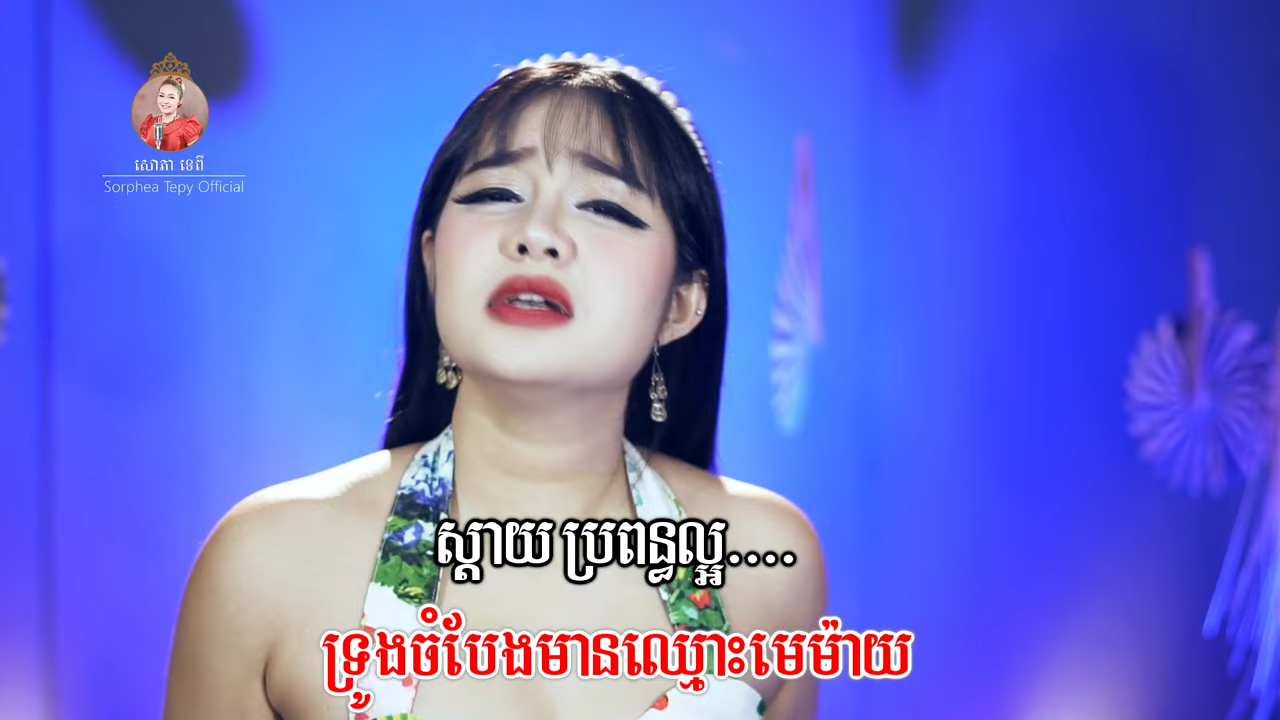 សោភា ទេពី
Sorphea Tepy Official
ស្ដាយ ប្រពន្ធល្អ....
ទ្រូងចំបែងមានឈ្មោះមេម៉ាយ